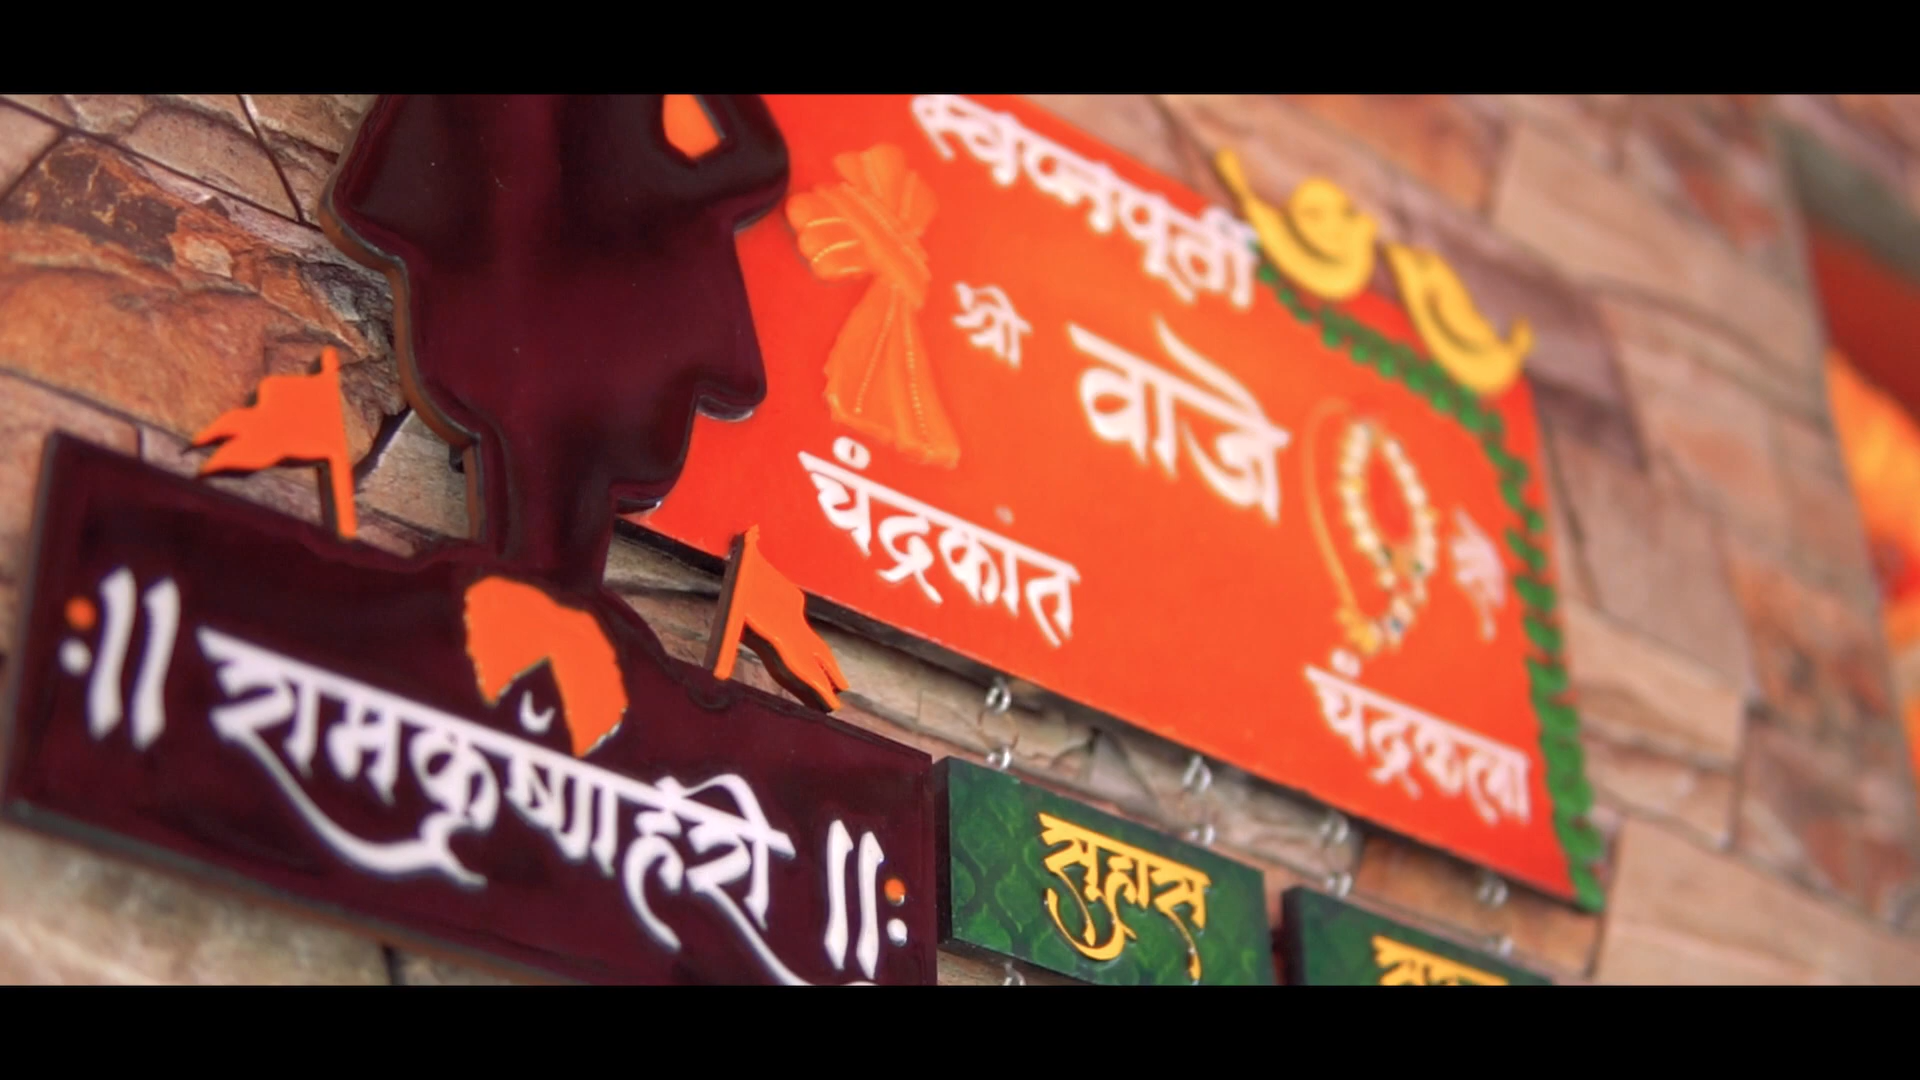 स्वप्नपूर्ती
श्री वाजे
चंद्रकांत
चंद्रकला
॥ रामकृष्णहरी ॥
सुहास